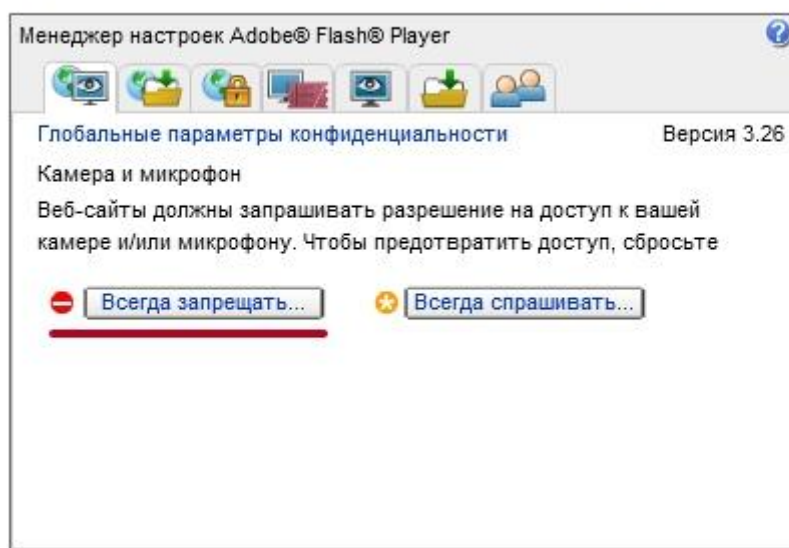 Менеджер настроек Adobe® Flash® Player
Глобальные параметры конфиденциальности Версия 3.26
Камера и микрофон
Веб-сайты должны запрашивать разрешение на доступ к вашей
камере и/или микрофону. Чтобы предотвратить доступ, сбросьте
Всегда запрещать... Всегда спрашивать...